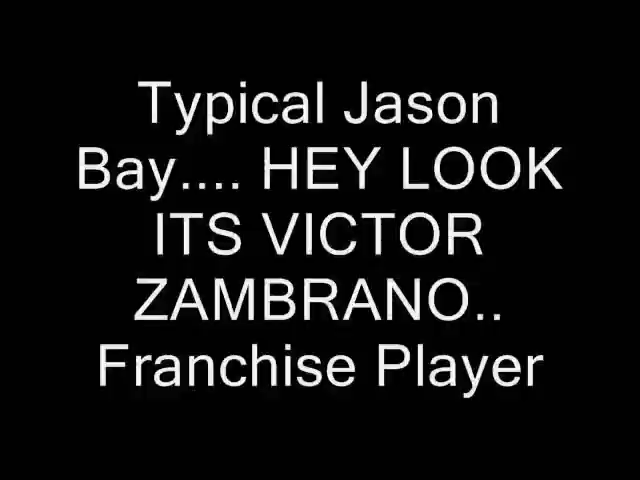 Typical Jason
Bay.... HEY LOOK
ITS VICTOR
ZAMBRANO..
Franchise Player